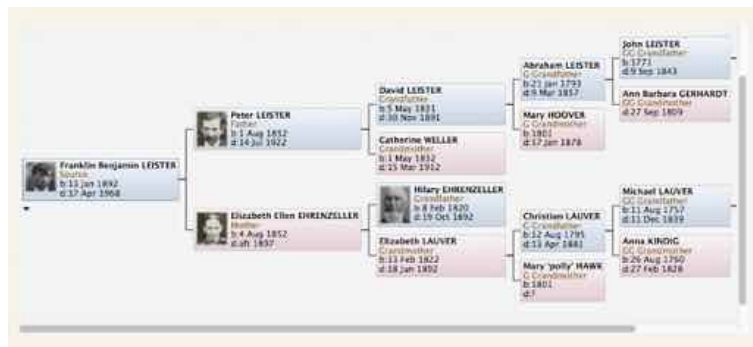 John LEISTER
GG Grandfather
b:1771
d:9 Sep 1843
Abraham LEISTER
G Grandfather
b:21 Jan 1793
d:9 Mar 1857
Ann Barbara GERHARDT
GG Grandmother
d:27 Sep 1809
David LEISTER
Grandfather
b:5 May 1831
d:30 Nov 1891
Mary HOOVER
G Grandmother
b:1801
d:17 Jan 1878
Peter LEISTER
Father
b:1 Aug 1852
d:14 Jul 1922
Catherine WELLER
Grandmother
b:1 May 1832
d:15 Mar 1912
Franklin Benjamin LEISTER
Source
b:13 Jan 1892
d:17 Apr 1968
Hilary EHRENZELLER
Grandfather
b:8 Feb 1820
d:19 Oct 1892
Michael LAUVER
GG Grandfather
b:11 Aug 1757
d:11 Dec 1839
Elizabeth Ellen EHRENZELLER
Mother
b:4 Aug 1852
d:aft 1897
Christian LAUVER
G Grandfather
b:12 Aug 1795
d:13 Apr 1881
Elizabeth LAUVER
Grandmother
b:13 Feb 1822
d:18 Jan 1892
Anna KINDIG
GG Grandmother
b:26 Aug 1760
d:27 Feb 1828
Mary 'polly' HAWK
G Grandmother
b:1801
d:?